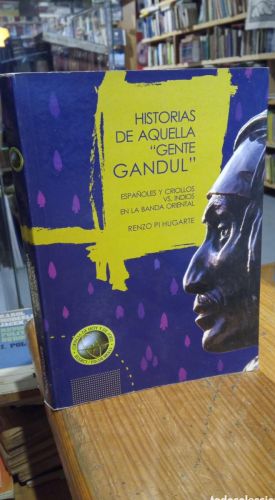 HISTORIAS
DE AQUELLA
"GENTE
GANDUL"
ESPAÑOLES Y CRIOLLOS
VS. INDIOS
EN LA BANDA ORIENTAL
RENZO PI HUGARTE